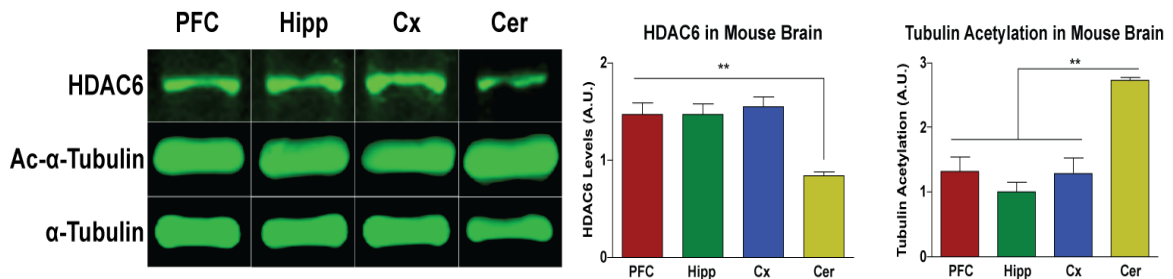 PFC Hipp Cx Cer
HDAC6
Ac-α-Tubulin
α-Tubulin
HDAC6 in Mouse Brain
HDAC6 Levels (A.U.)
2
1
0
**
PFC Hipp Cx Cer
Tubulin Acetylation in Mouse Brain
Tubulin Acetylation (A.U.)
3
2
1
0
**
PFC Hipp Cx Cer